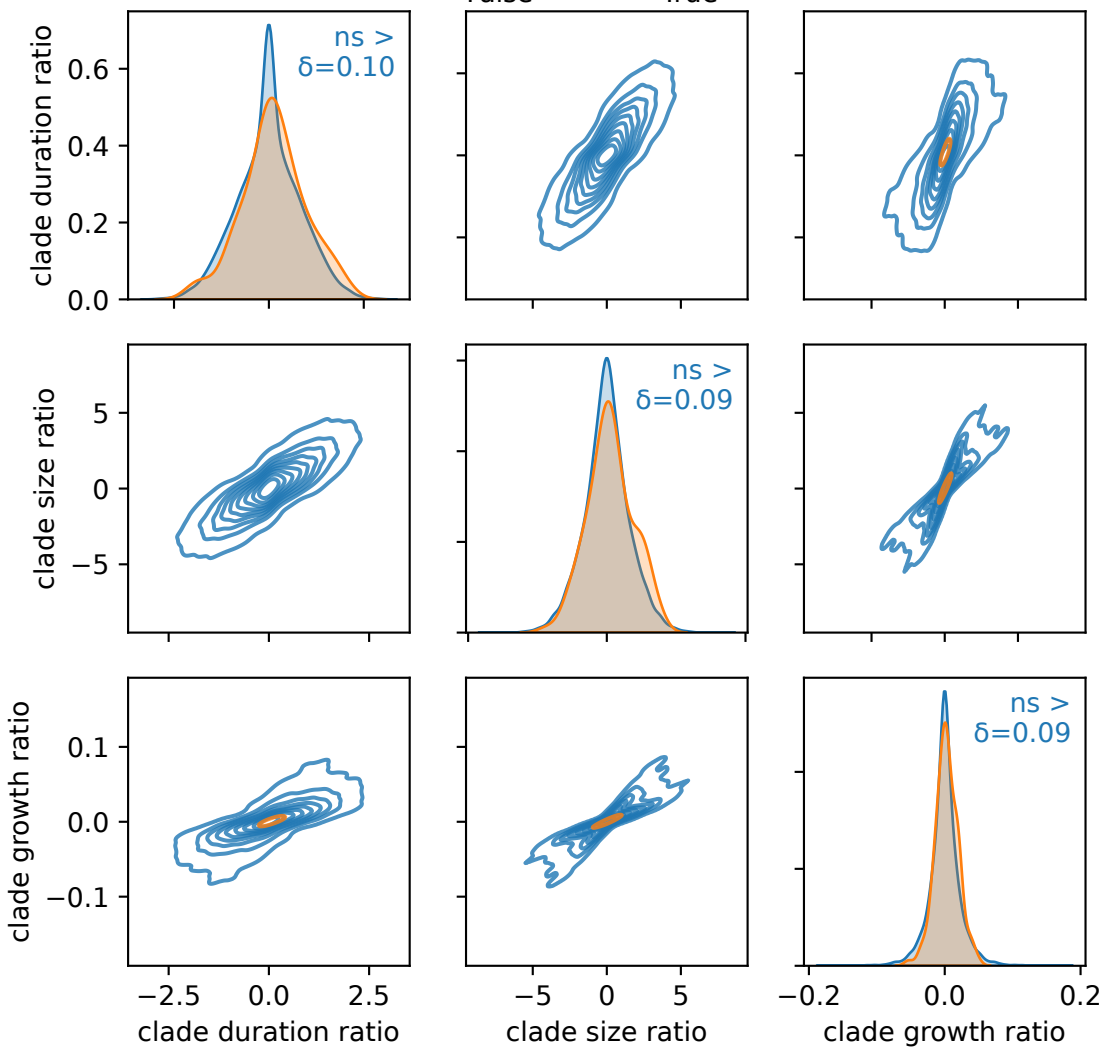 clade duration ratio
0.6
0.4
0.2
0.0
ns >
δ=0.10
clade size ratio
5
0
−5
ns >
δ=0.09
clade growth ratio
0.1
0.0
−0.1
ns >
δ=0.09
−2.5 0.0 2.5
−5 0 5
−0.2 0.0 0.2
clade duration ratio
clade size ratio
clade growth ratio